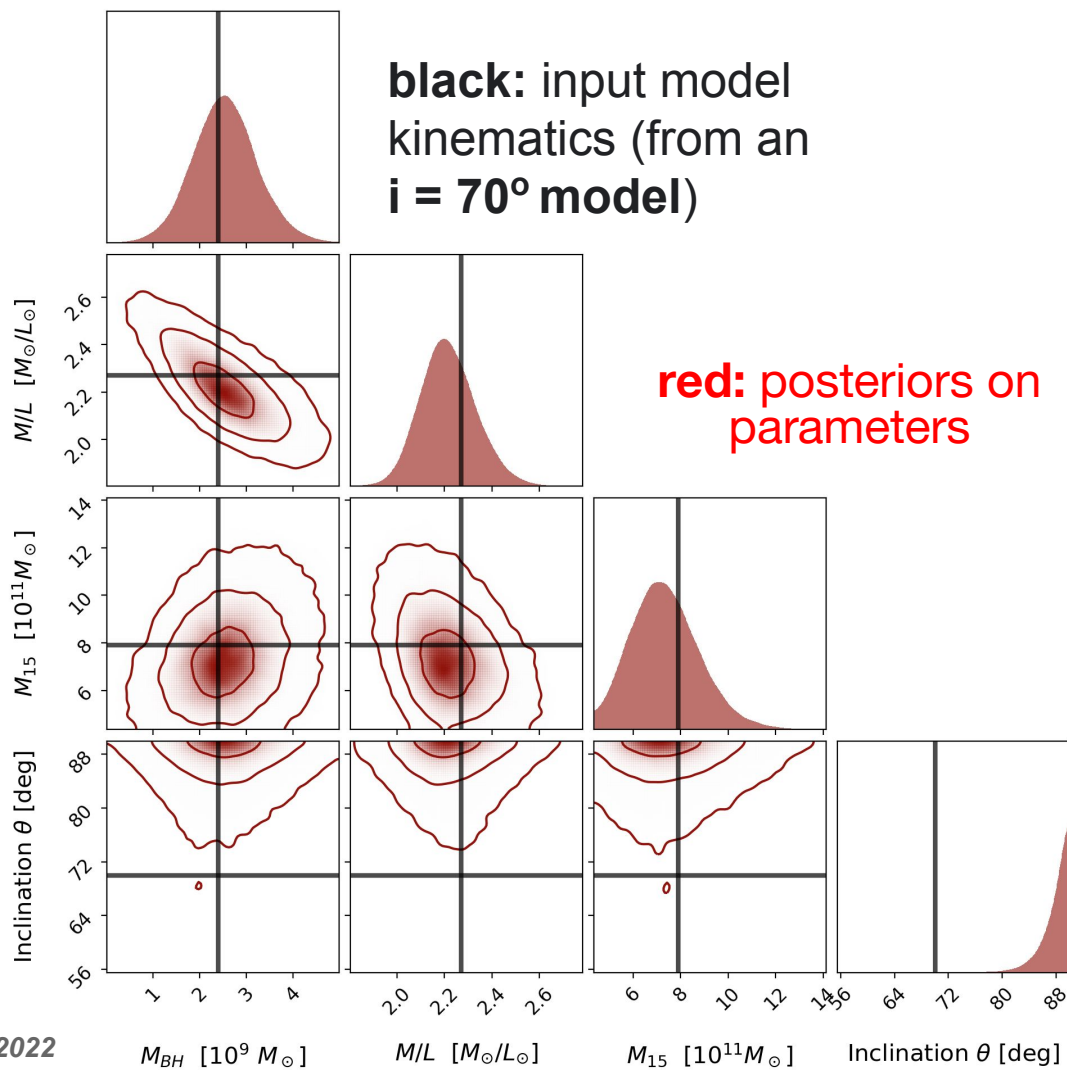 black: input model
kinematics (from an
i = 70º model)
red: posteriors on
parameters
M/L [M⊙/L⊙]
2.6
2.4
2.2
2.0
M₁₅ [10¹¹M⊙]
14
12
10
8
6
Inclination θ [deg]
88
80
72
64
56
1 2 3 4
2.0 2.2 2.4 2.6
6 8 10 12 14
56 64 72 80 88
2022
M_BH [10⁹ M⊙]
M/L [M⊙/L⊙]
M₁₅ [10¹¹M⊙]
Inclination θ [deg]